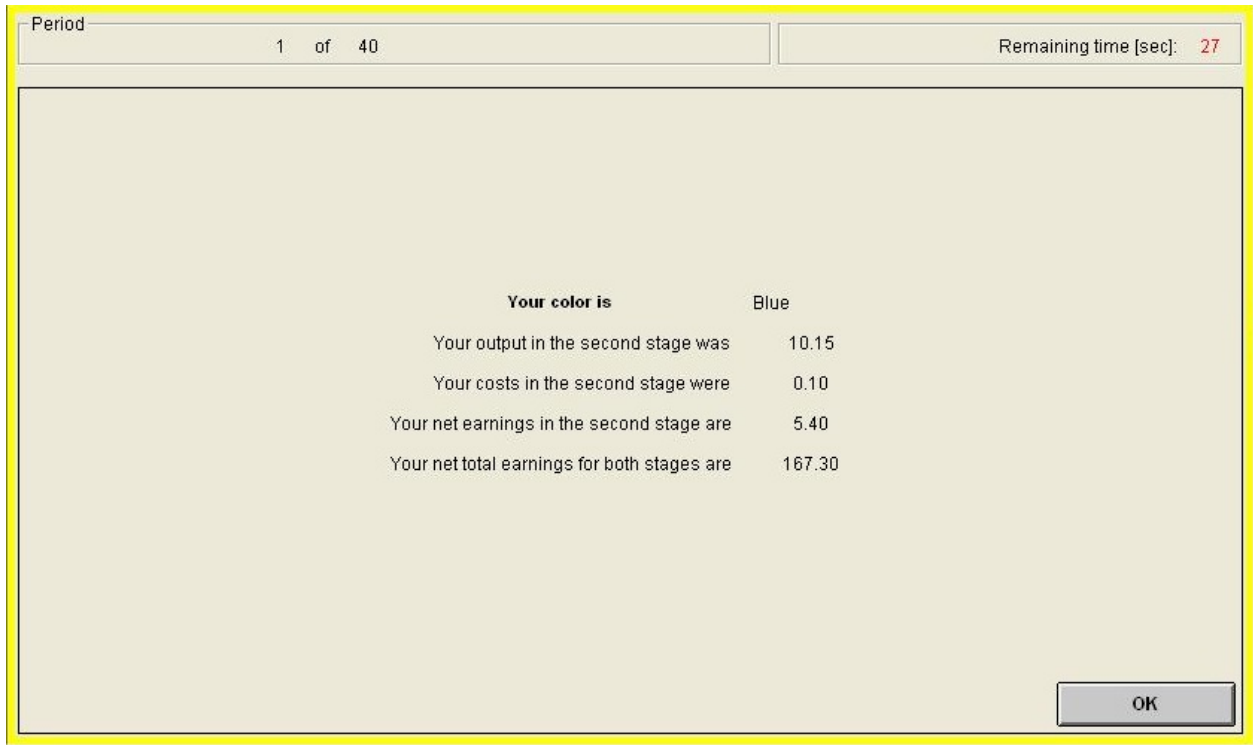 Period
1 of 40
Remaining time [sec]: 27
Your color is Blue
Your output in the second stage was 10.15
Your costs in the second stage were 0.10
Your net earnings in the second stage are 5.40
Your net total earnings for both stages are 167.30
OK